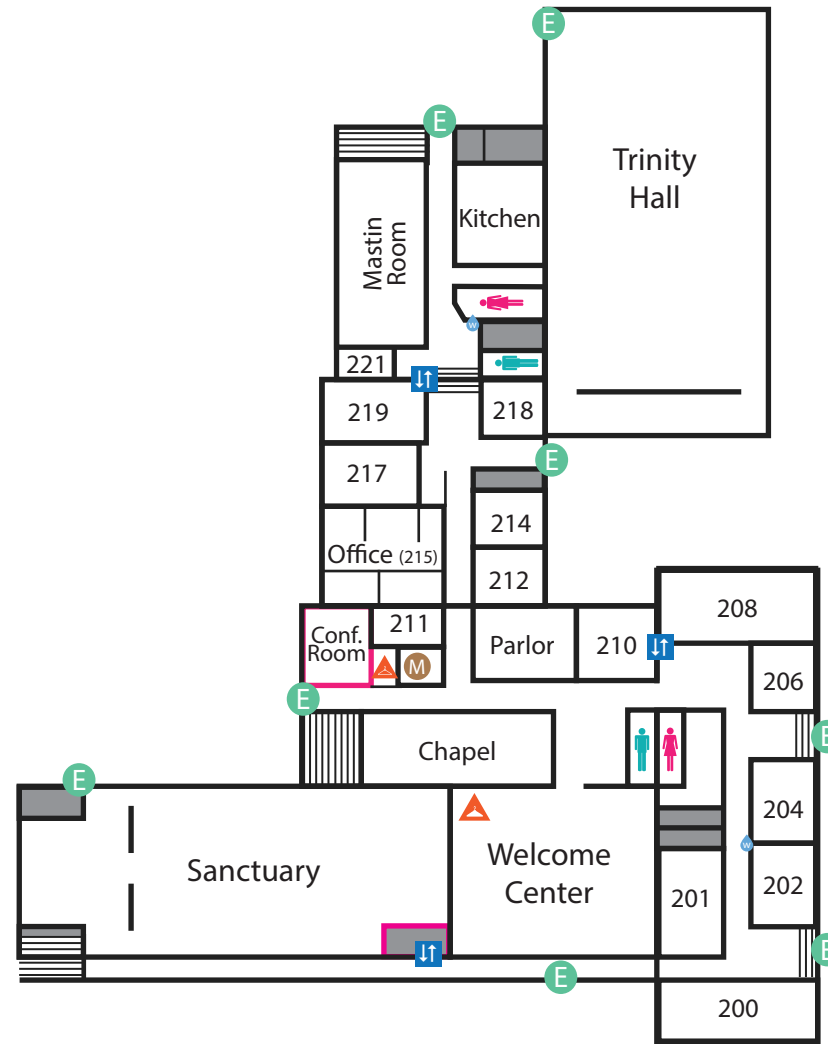 E
Trinity
Hall
E
Kitchen
Mastin
Room
W
221
219
218
E
217
214
Office (215)
212
208
211
Conf.
Room
Parlor
210
M
206
E
E
Chapel
E
204
W
Welcome
Center
Sanctuary
201
202
E
E
200